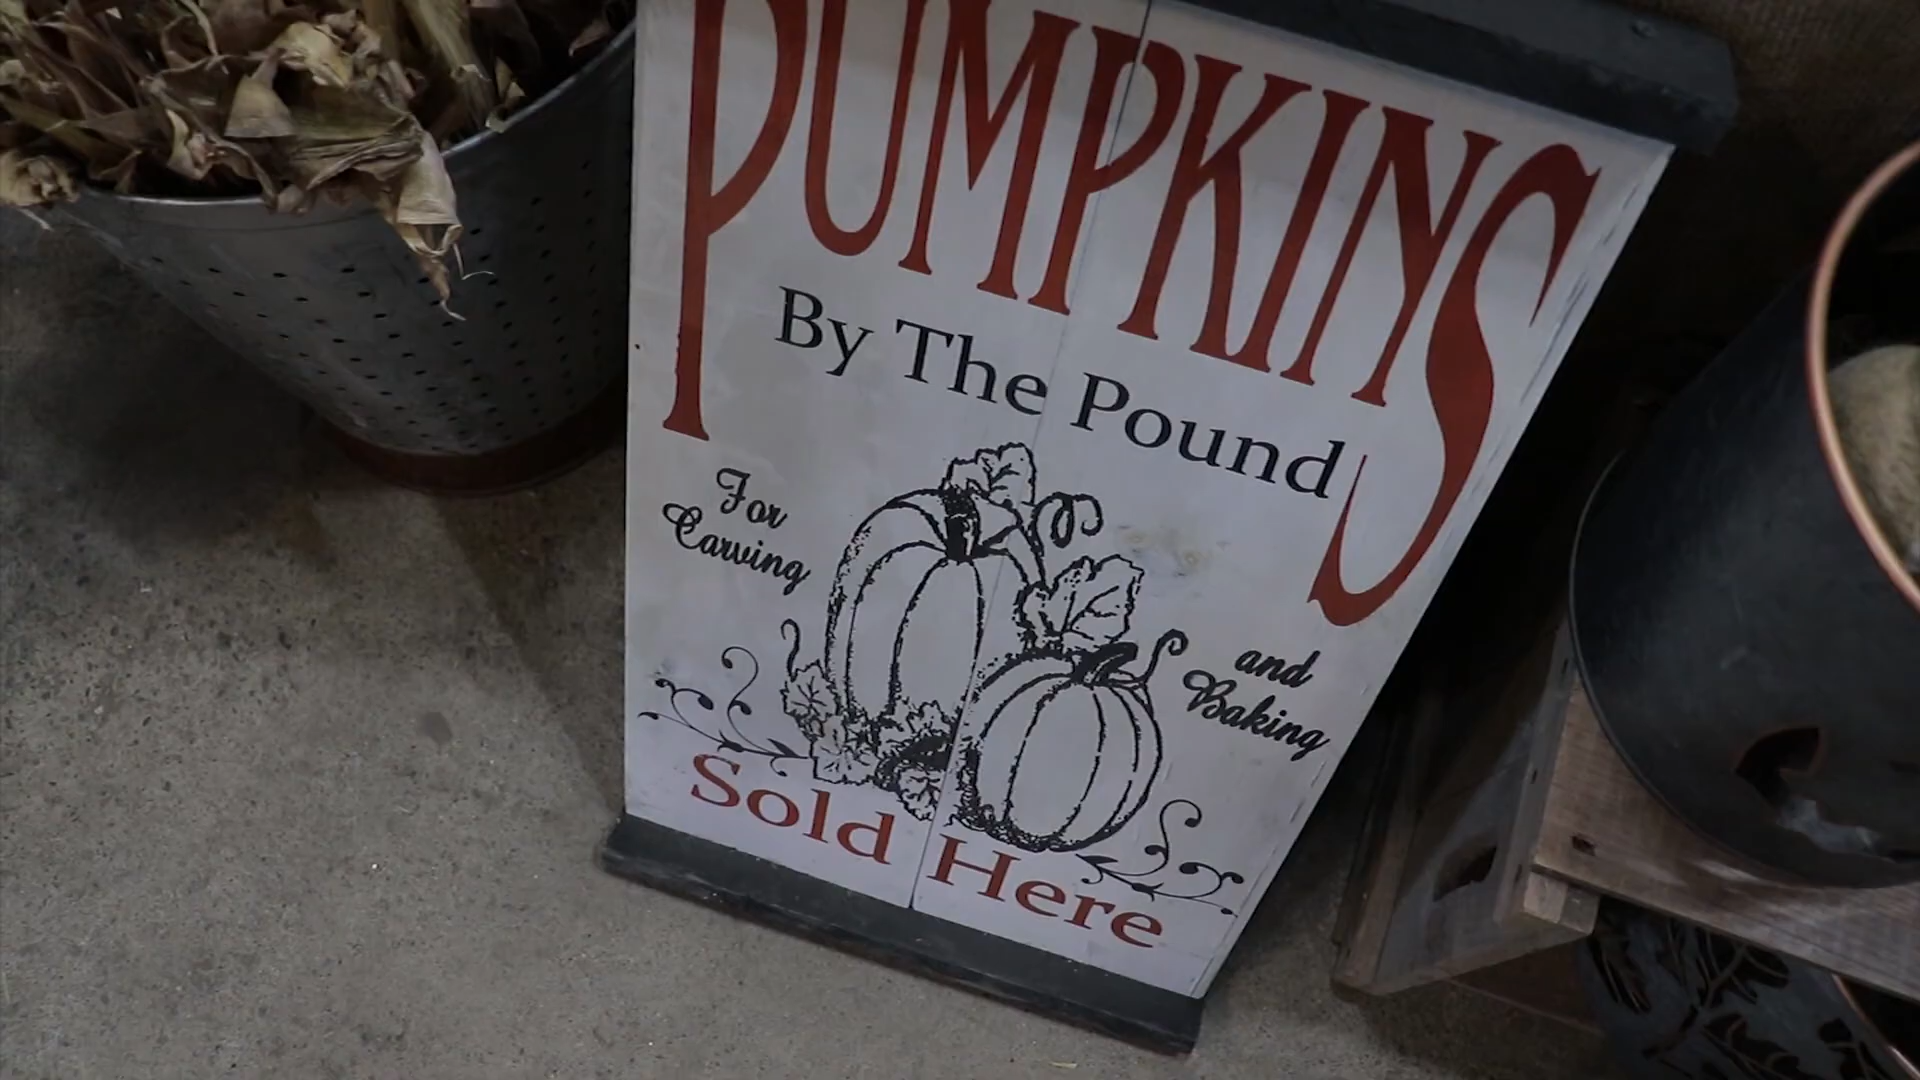 PUMPKINS
By The Pound
For
Carving
and
Baking
Sold Here